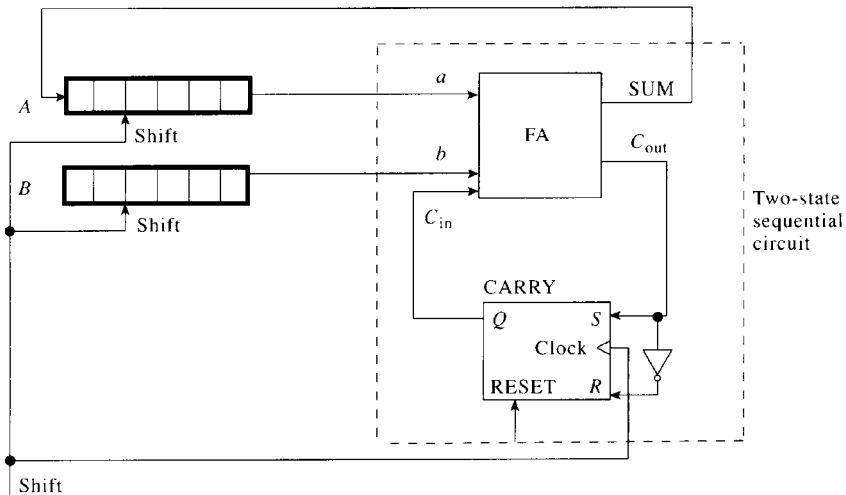 a
SUM
A
Shift
FA
C_out
b
B
Shift
C_in
Two-state
sequential
circuit
CARRY
Q
S
Clock
RESET
R
Shift